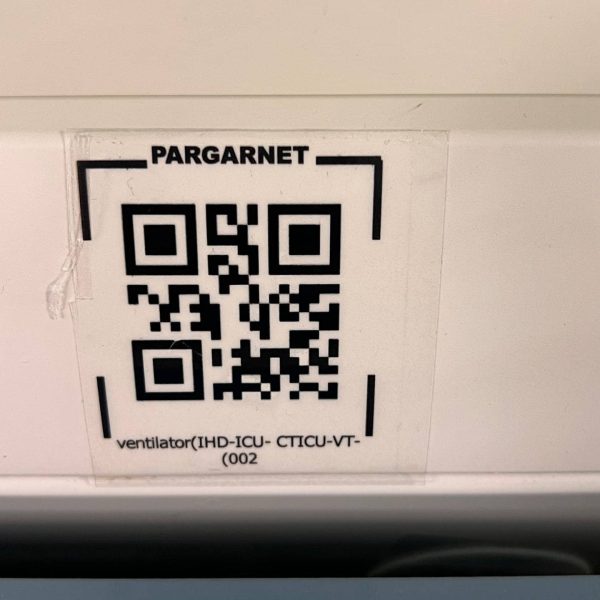 PARGARNET
ventilator(IHD-ICU- CTICU-VT-
(002